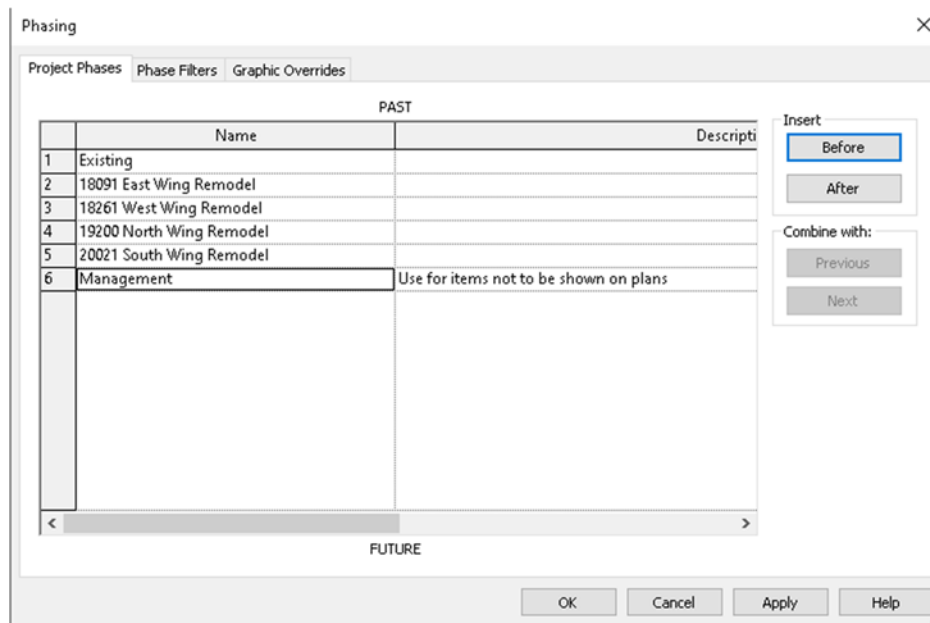 Phasing
Project Phases Phase Filters Graphic Overrides
PAST
Name Descripti
1 Existing
2 18091 East Wing Remodel
3 18261 West Wing Remodel
4 19200 North Wing Remodel
5 20021 South Wing Remodel
6 Management Use for items not to be shown on plans
FUTURE
Insert
Before
After
Combine with:
Previous
Next
OK Cancel Apply Help